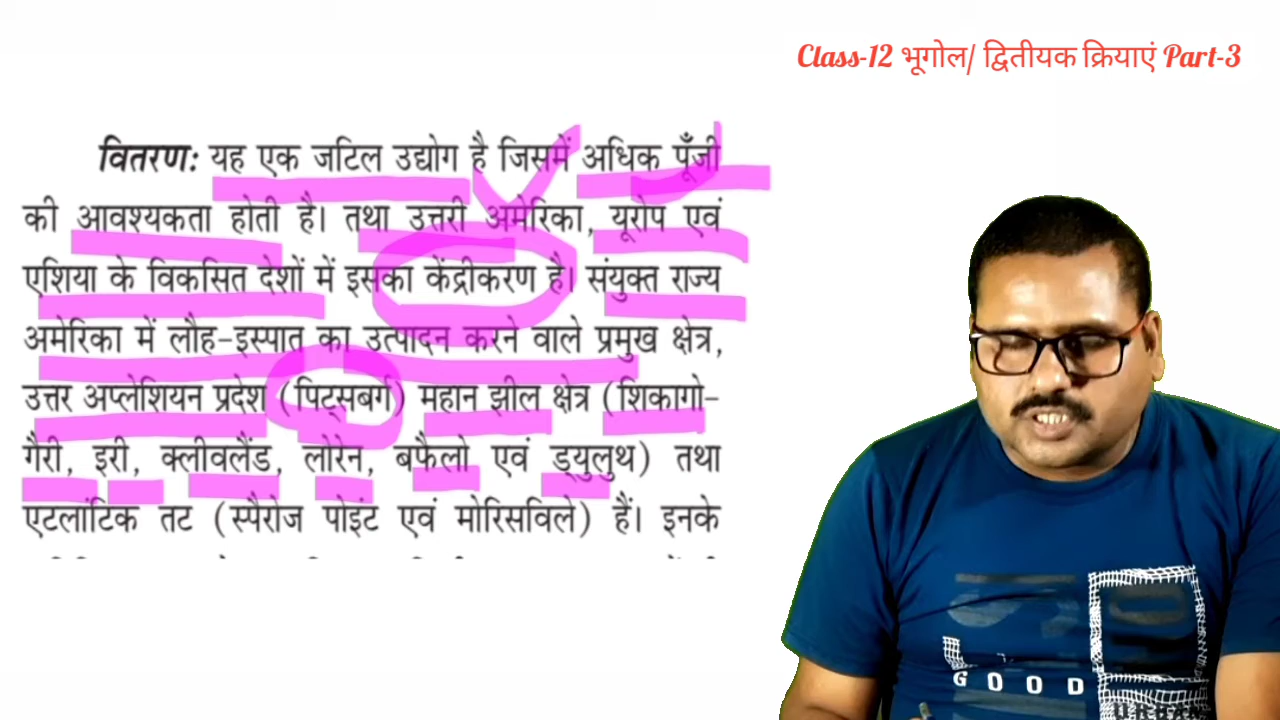 Class-12 भूगोल/ द्वितीयक क्रियाएं Part-3
वितरण: यह एक जटिल उद्योग है जिसमें अधिक पूँजी
की आवश्यकता होती है। तथा उत्तरी अमेरिका, यूरोप एवं
एशिया के विकसित देशों में इसका केंद्रीकरण है। संयुक्त राज्य
अमेरिका में लौह-इस्पात का उत्पादन करने वाले प्रमुख क्षेत्र,
उत्तर अप्लेशियन प्रदेश (पिट्सबर्ग) महान झील क्षेत्र (शिकागो-
गैरी, इरी, क्लीवलैंड, लोरेन, बफैलो एवं ड्युलुथ) तथा
एटलांटिक तट (स्पैरोज पोइंट एवं मोरिसविले) हैं। इनके
GOOD